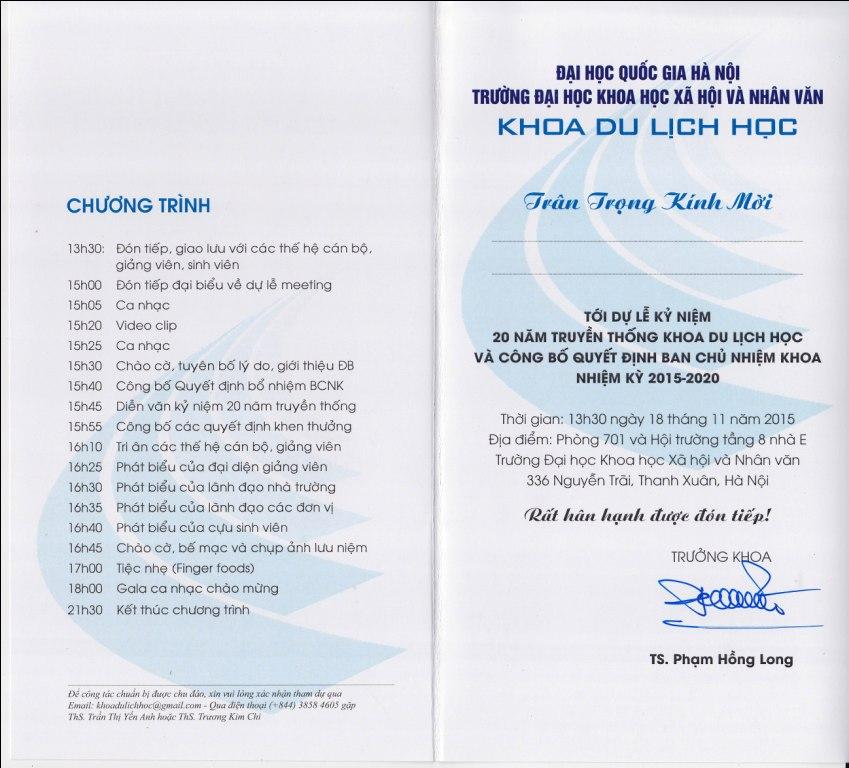 CHƯƠNG TRÌNH
13h30: Đón tiếp, giao lưu với các thế hệ cán bộ,
giảng viên, sinh viên
15h00 Đón tiếp đại biểu về dự lễ meeting
15h05 Ca nhạc
15h20 Video clip
15h25 Ca nhạc
15h30 Chào cờ, tuyên bố lý do, giới thiệu ĐB
15h40 Công bố Quyết định bổ nhiệm BCNK
15h45 Diễn văn kỷ niệm 20 năm truyền thống
15h55 Công bố các quyết định khen thưởng
16h10 Tri ân các thế hệ cán bộ, giảng viên
16h25 Phát biểu của đại diện giảng viên
16h30 Phát biểu của lãnh đạo nhà trường
16h35 Phát biểu của lãnh đạo các đơn vị
16h40 Phát biểu của cựu sinh viên
16h45 Chào cờ, bế mạc và chụp ảnh lưu niệm
17h00 Tiệc nhẹ (Finger foods)
18h00 Gala ca nhạc chào mừng
21h30 Kết thúc chương trình
Để công tác chuẩn bị được chu đáo, xin vui lòng xác nhận tham dự qua
Email: khoadulichhoc@gmail.com - Qua điện thoại (+844) 3858 4605 gặp
ThS. Trần Thị Yến Anh hoặc ThS. Trương Kim Chi
ĐẠI HỌC QUỐC GIA HÀ NỘI
TRƯỜNG ĐẠI HỌC KHOA HỌC XÃ HỘI VÀ NHÂN VĂN
KHOA DU LỊCH HỌC
Trân Trọng Kính Mời
TỚI DỰ LỄ KỶ NIỆM
20 NĂM TRUYỀN THỐNG KHOA DU LỊCH HỌC
VÀ CÔNG BỐ QUYẾT ĐỊNH BAN CHỦ NHIỆM KHOA
NHIỆM KỲ 2015-2020
Thời gian: 13h30 ngày 18 tháng 11 năm 2015
Địa điểm: Phòng 701 và Hội trường tầng 8 nhà E
Trường Đại học Khoa học Xã hội và Nhân văn
336 Nguyễn Trãi, Thanh Xuân, Hà Nội
Rất hân hạnh được đón tiếp!
TRƯỞNG KHOA
TS. Phạm Hồng Long